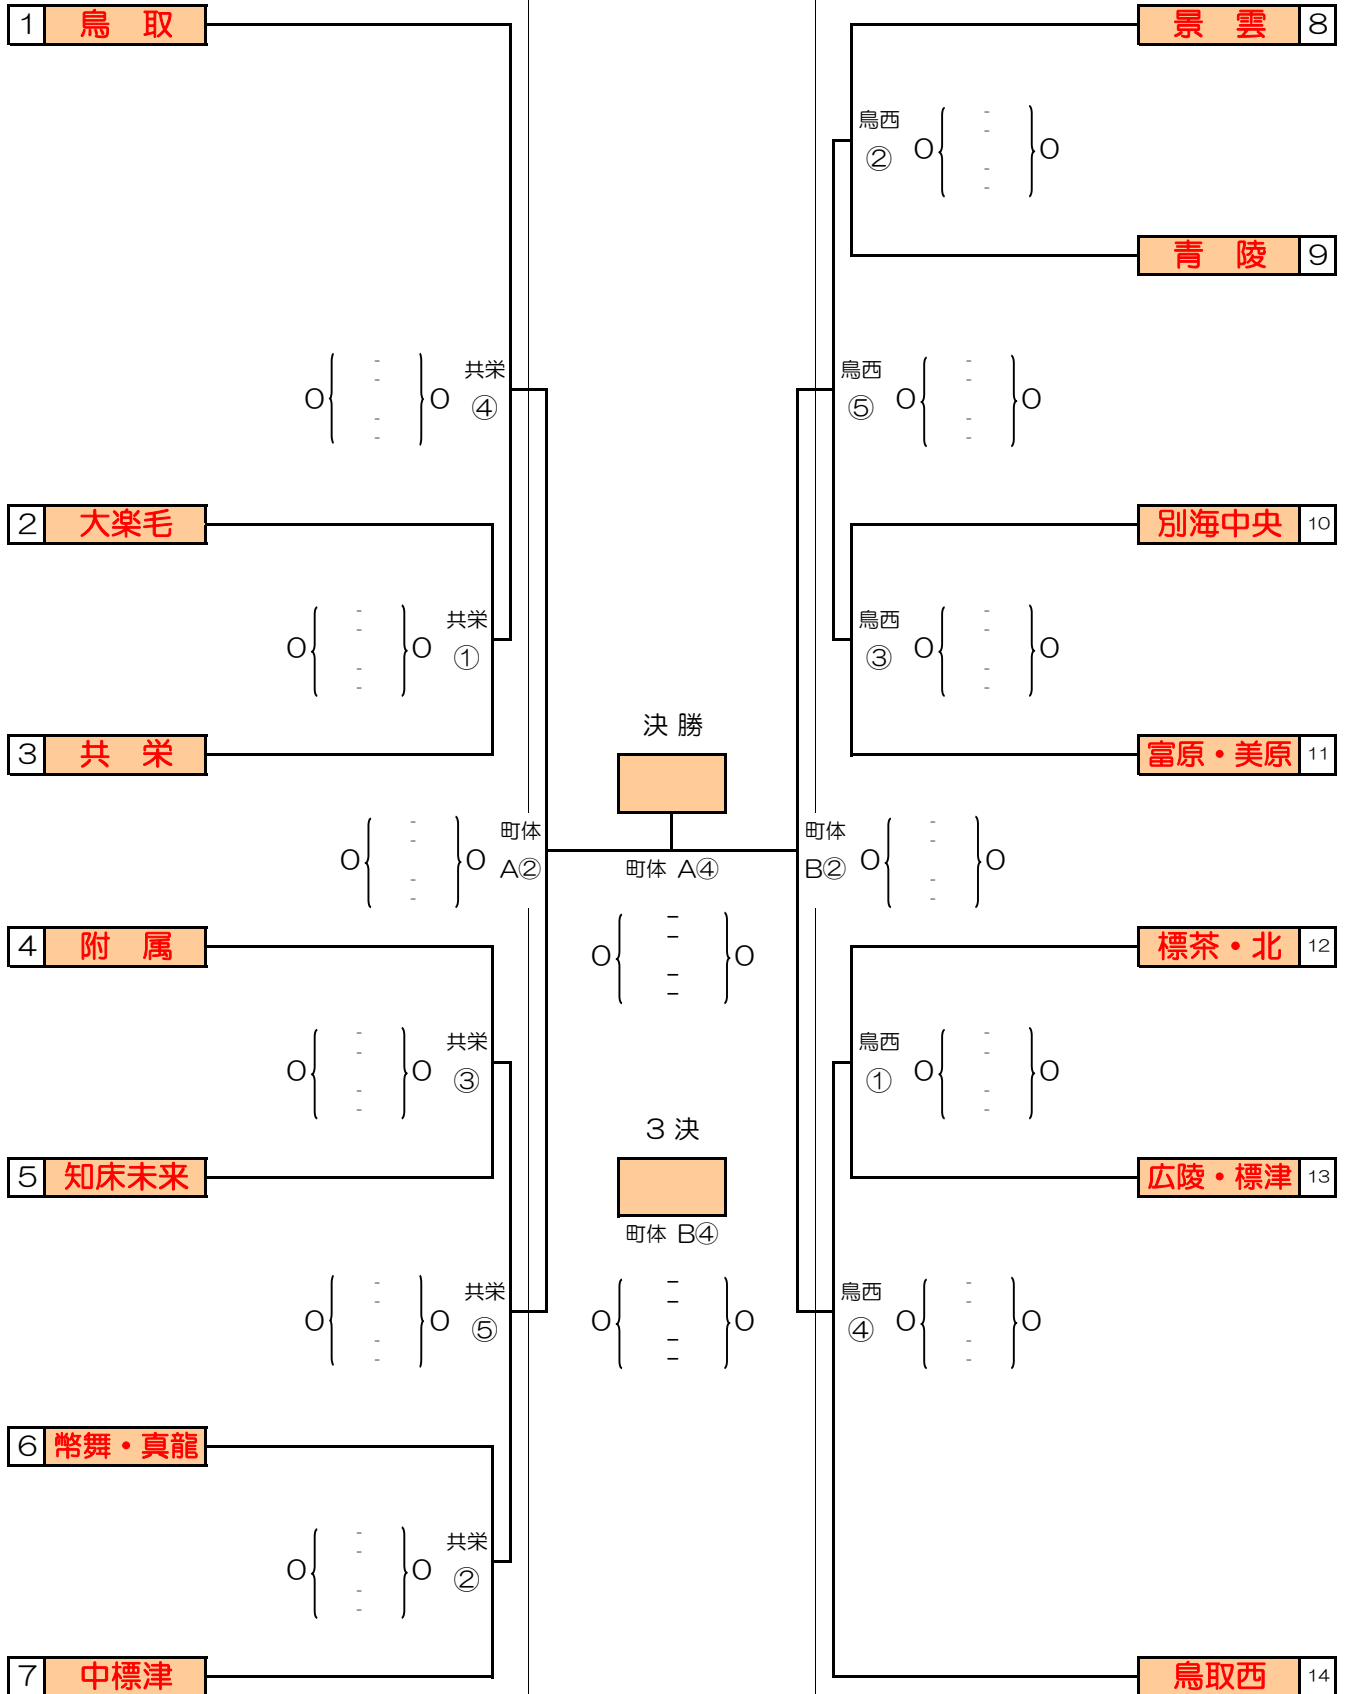 1 鳥 取
景 雲 8
鳥西
② 0 { - - - - } 0
青 陵 9
0 { - - - - } 0 共栄
④
鳥西
⑤ 0 { - - - - } 0
2 大楽毛
別海中央 10
0 { - - - - } 0 共栄
①
鳥西
③ 0 { - - - - } 0
決 勝
3 共 栄
富原・美原 11
0 { - - - - } 0 町体
A②
町体 A④
0 { - - - - } 0
町体
B② 0 { - - - - } 0
4 附 属
標茶・北 12
0 { - - - - } 0 共栄
③
鳥西
① 0 { - - - - } 0
3 決
5 知床未来
広陵・標津 13
町体 B④
0 { - - - - } 0
0 { - - - - } 0 共栄
⑤
鳥西
④ 0 { - - - - } 0
6 幣舞・真龍
0 { - - - - } 0 共栄
②
7 中標津
鳥取西 14